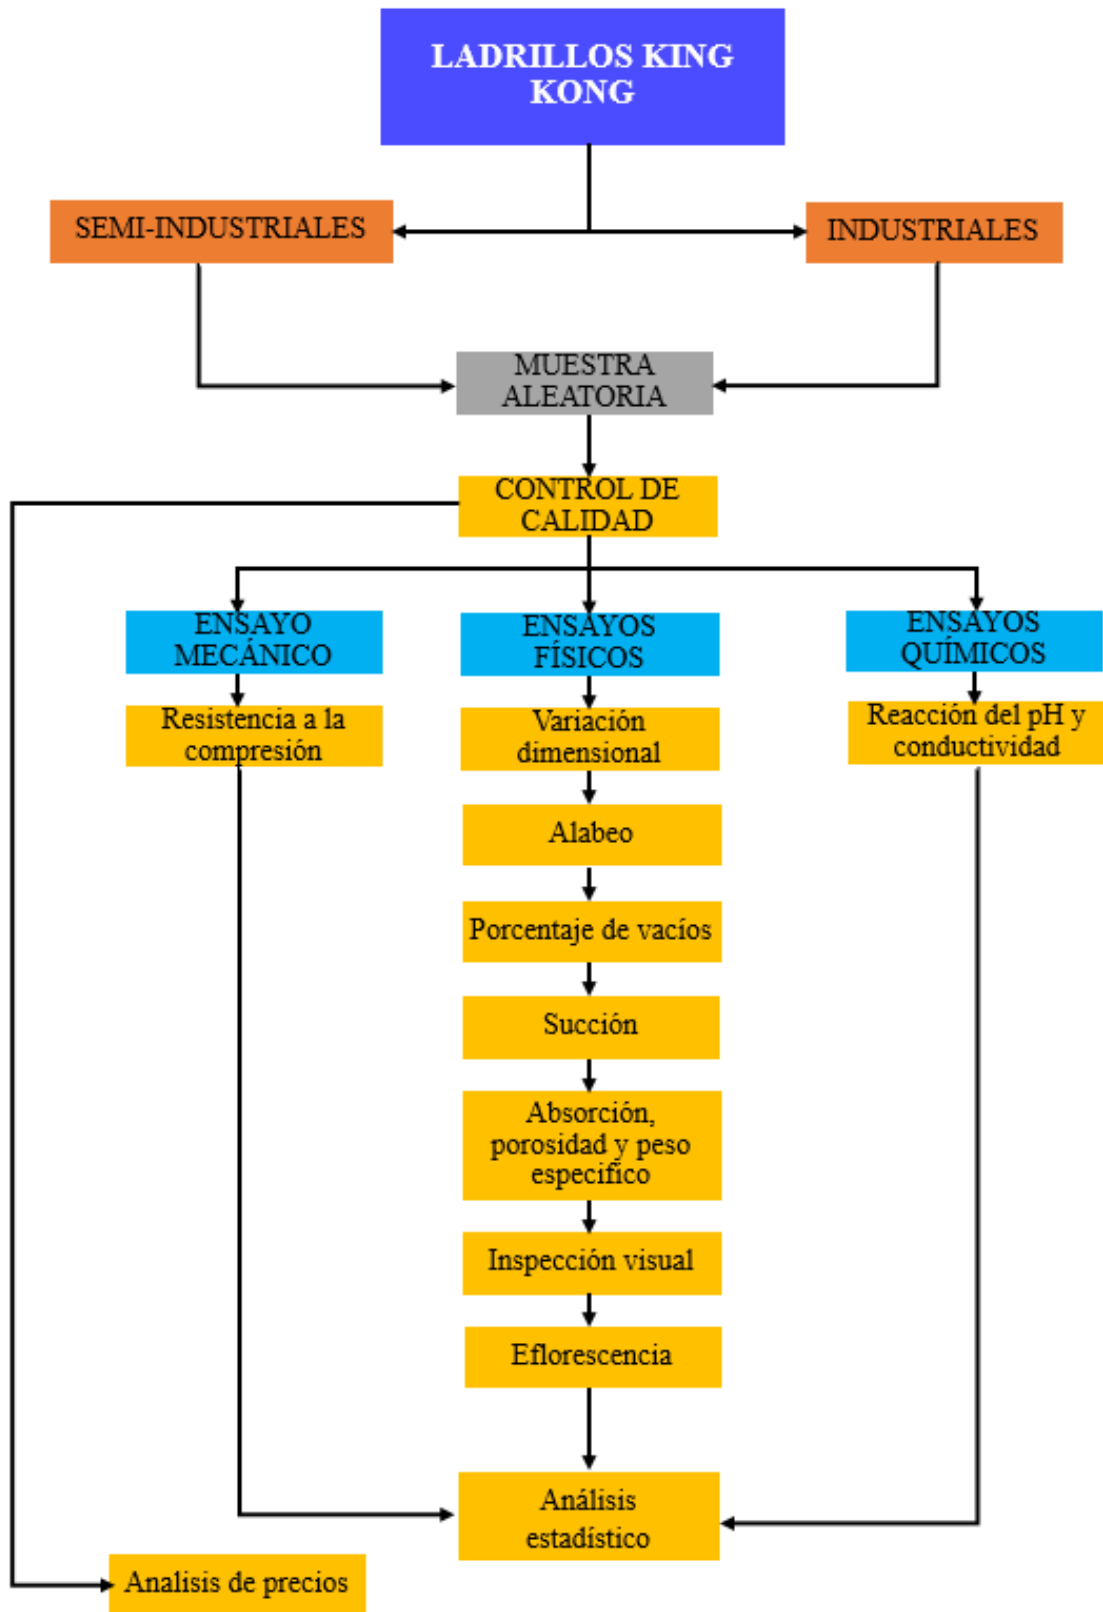 LADRILLOS KING
KONG
SEMI-INDUSTRIALES
INDUSTRIALES
MUESTRA
ALEATORIA
CONTROL DE
CALIDAD
ENSAYO
MECÁNICO
ENSAYOS
FÍSICOS
ENSAYOS
QUÍMICOS
Resistencia a la
compresión
Variación
dimensional
Reacción del pH y
conductividad
Alabeo
Porcentaje de vacíos
Succión
Absorción,
porosidad y peso
especifíco
Inspección visual
Eflorescencia
Análisis
estadístico
Analisis de precios